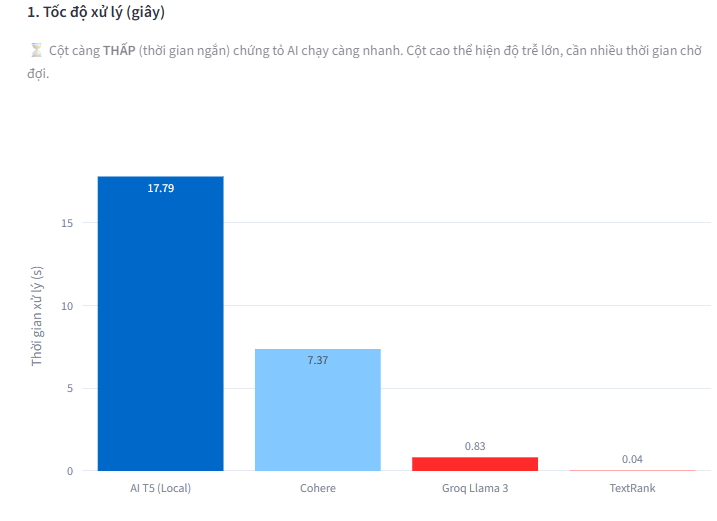 1. Tốc độ xử lý (giây)
⏳ Cột càng THẤP (thời gian ngắn) chứng tỏ AI chạy càng nhanh. Cột cao thể hiện độ trễ lớn, cần nhiều thời gian chờ
đợi.
17.79
15
Thời gian xử lý (s)
10
7.37
5
0.83
0.04
0
AI T5 (Local)
Cohere
Groq Llama 3
TextRank